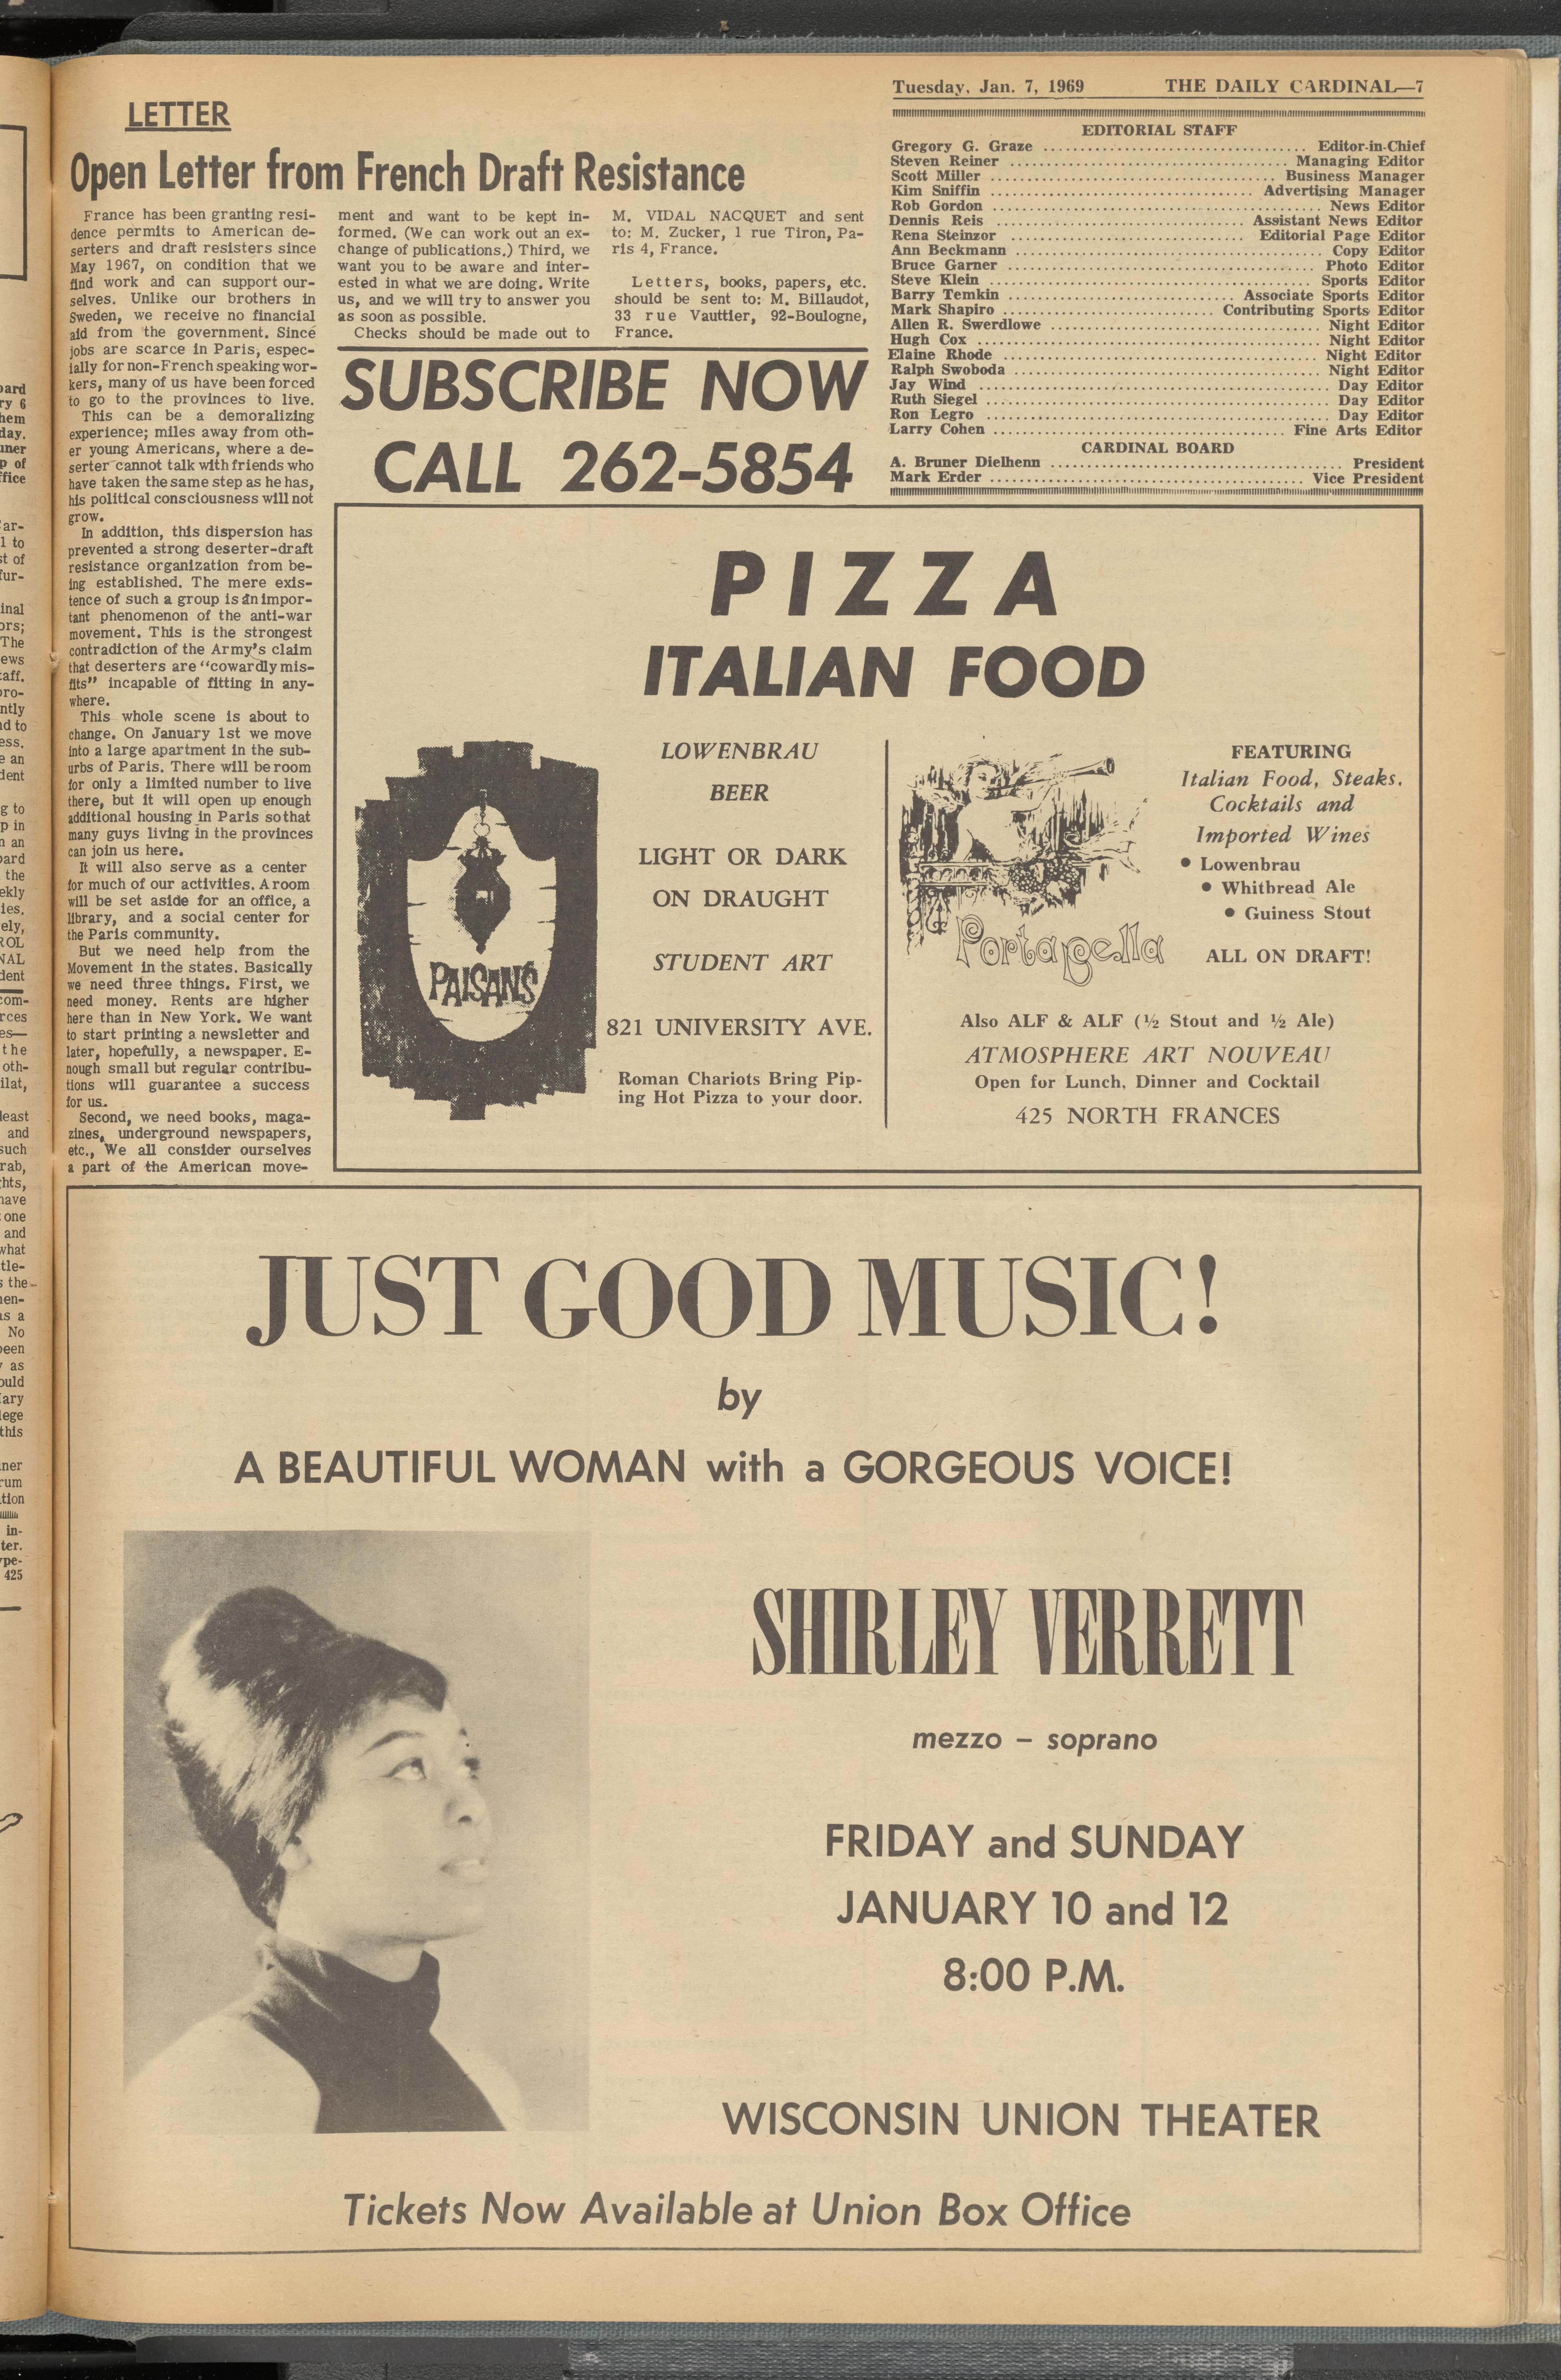 Tuesday, Jan. 7, 1969 THE DAILY CARDINAL—7
LETTER
Open Letter from French Draft Resistance
France has been granting resi-
dence permits to American de-
serters and draft resisters since
May 1967, on condition that we
find work and can support our-
selves. Unlike our brothers in
Sweden, we receive no financial
aid from the government. Since
jobs are scarce in Paris, espec-
ially for non-French speaking wor-
kers, many of us have been forced
to go to the provinces to live.
This can be a demoralizing
experience; miles away from oth-
er young Americans, where a de-
serter cannot talk with friends who
have taken the same step as he has,
his political consciousness will not
grow.
In addition, this dispersion has
prevented a strong deserter-draft
resistance organization from be-
ing established. The mere exis-
tence of such a group is an impor-
tant phenomenon of the anti-war
movement. This is the strongest
contradiction of the Army's claim
that deserters are "cowardly mis-
fits" incapable of fitting in any-
where.
This whole scene is about to
change. On January 1st we move
into a large apartment in the sub-
urbs of Paris. There will be room
for only a limited number to live
there, but it will open up enough
additional housing in Paris so that
many guys living in the provinces
can join us here.
It will also serve as a center
for much of our activities. A room
will be set aside for an office, a
library, and a social center for
the Paris community.
But we need help from the
Movement in the states. Basically
we need three things. First, we
need money. Rents are higher
here than in New York. We want
to start printing a newsletter and
later, hopefully, a newspaper. E-
nough small but regular contribu-
tions will guarantee a success
for us.
Second, we need books, maga-
zines, underground newspapers,
etc., We all consider ourselves
a part of the American move-
ment and want to be kept in-
formed. (We can work out an ex-
change of publications.) Third, we
want you to be aware and inter-
ested in what we are doing. Write
us, and we will try to answer you
as soon as possible.
Checks should be made out to
M. VIDAL NACQUET and sent
to: M. Zucker, 1 rue Tiron, Pa-
ris 4, France.
Letters, books, papers, etc.
should be sent to: M. Billaudot,
33 rue Vauttier, 92-Boulogne,
France.
SUBSCRIBE NOW
CALL 262-5854
EDITORIAL STAFF
Gregory G. Graze ........ Editor-in-Chief
Steven Reiner ........ Managing Editor
Scott Miller ........ Business Manager
Kim Sniffin ........ Advertising Manager
Rob Gordon ........ News Editor
Dennis Reis ........ Assistant News Editor
Rena Steinzor ........ Editorial Page Editor
Ann Beckmann ........ Copy Editor
Bruce Garner ........ Photo Editor
Steve Klein ........ Sports Editor
Barry Temkin ........ Associate Sports Editor
Mark Shapiro ........ Contributing Sports Editor
Allen R. Swerdlowe ........ Night Editor
Hugh Cox ........ Night Editor
Elaine Rhode ........ Night Editor
Ralph Swoboda ........ Night Editor
Jay Wind ........ Day Editor
Ruth Siegel ........ Day Editor
Ron Legro ........ Day Editor
Larry Cohen ........ Fine Arts Editor
CARDINAL BOARD
A. Bruner Dielhenn ........ President
Mark Erder ........ Vice President
PIZZA
ITALIAN FOOD
PAISANS
LOWENBRAU
BEER
LIGHT OR DARK
ON DRAUGHT
STUDENT ART
821 UNIVERSITY AVE.
Roman Chariots Bring Pip-
ing Hot Pizza to your door.
Portabella
FEATURING
Italian Food, Steaks.
Cocktails and
Imported Wines
• Lowenbrau
• Whitbread Ale
• Guiness Stout
ALL ON DRAFT!
Also ALF & ALF (½ Stout and ½ Ale)
ATMOSPHERE ART NOUVEAU
Open for Lunch, Dinner and Cocktail
425 NORTH FRANCES
JUST GOOD MUSIC!
by
A BEAUTIFUL WOMAN with a GORGEOUS VOICE!
SHIRLEY VERRETT
mezzo – soprano
FRIDAY and SUNDAY
JANUARY 10 and 12
8:00 P.M.
WISCONSIN UNION THEATER
Tickets Now Available at Union Box Office